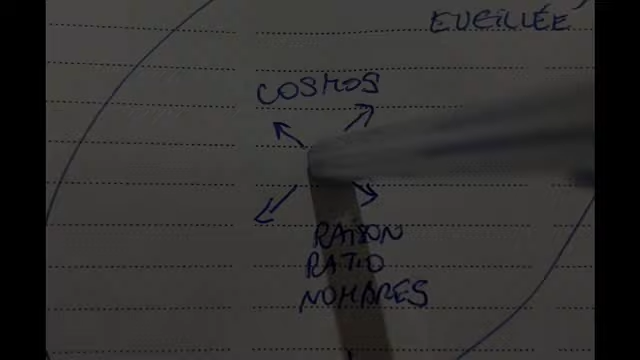 EVEILLÉE
COSMOS
RAISON
RATIO
NOMBRES